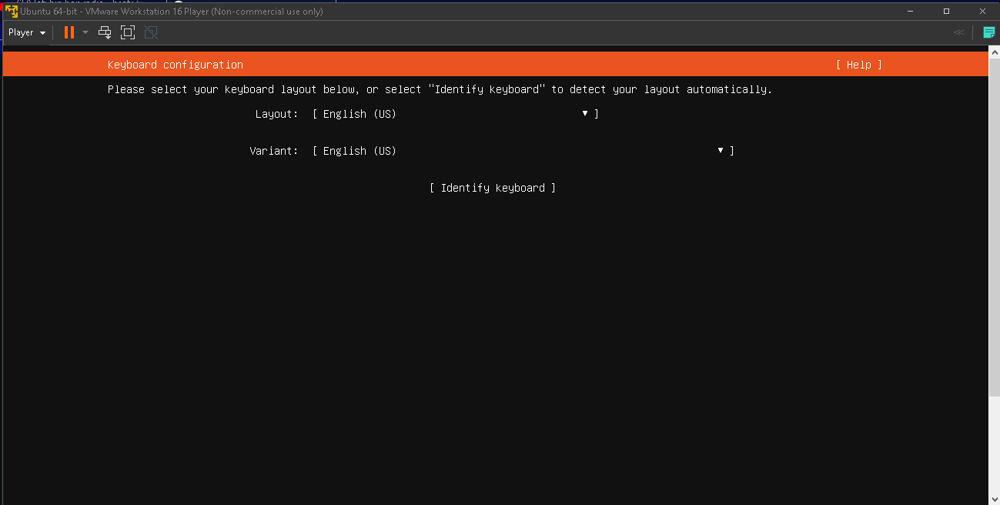 Ubuntu 64-bit - VMware Workstation 16 Player (Non-commercial use only)
Player
Keyboard configuration [ Help ]
Please select your keyboard layout below, or select "Identify keyboard" to detect your layout automatically.
Layout: [ English (US) ▼ ]
Variant: [ English (US) ▼ ]
[ Identify keyboard ]